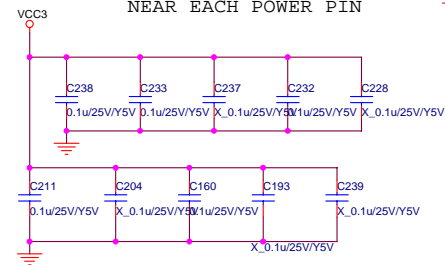 NEAR EACH POWER PIN
VCC3
C238 C233 C237 C232 C228
0.1u/25V/Y5V 0.1u/25V/Y5V X_0.1u/25V/Y5V 0.1u/25V/Y5V X_0.1u/25V/Y5V
C211 C204 C160 C193 C239
0.1u/25V/Y5V X_0.1u/25V/Y5V 0.1u/25V/Y5V X_0.1u/25V/Y5V
X_0.1u/25V/Y5V